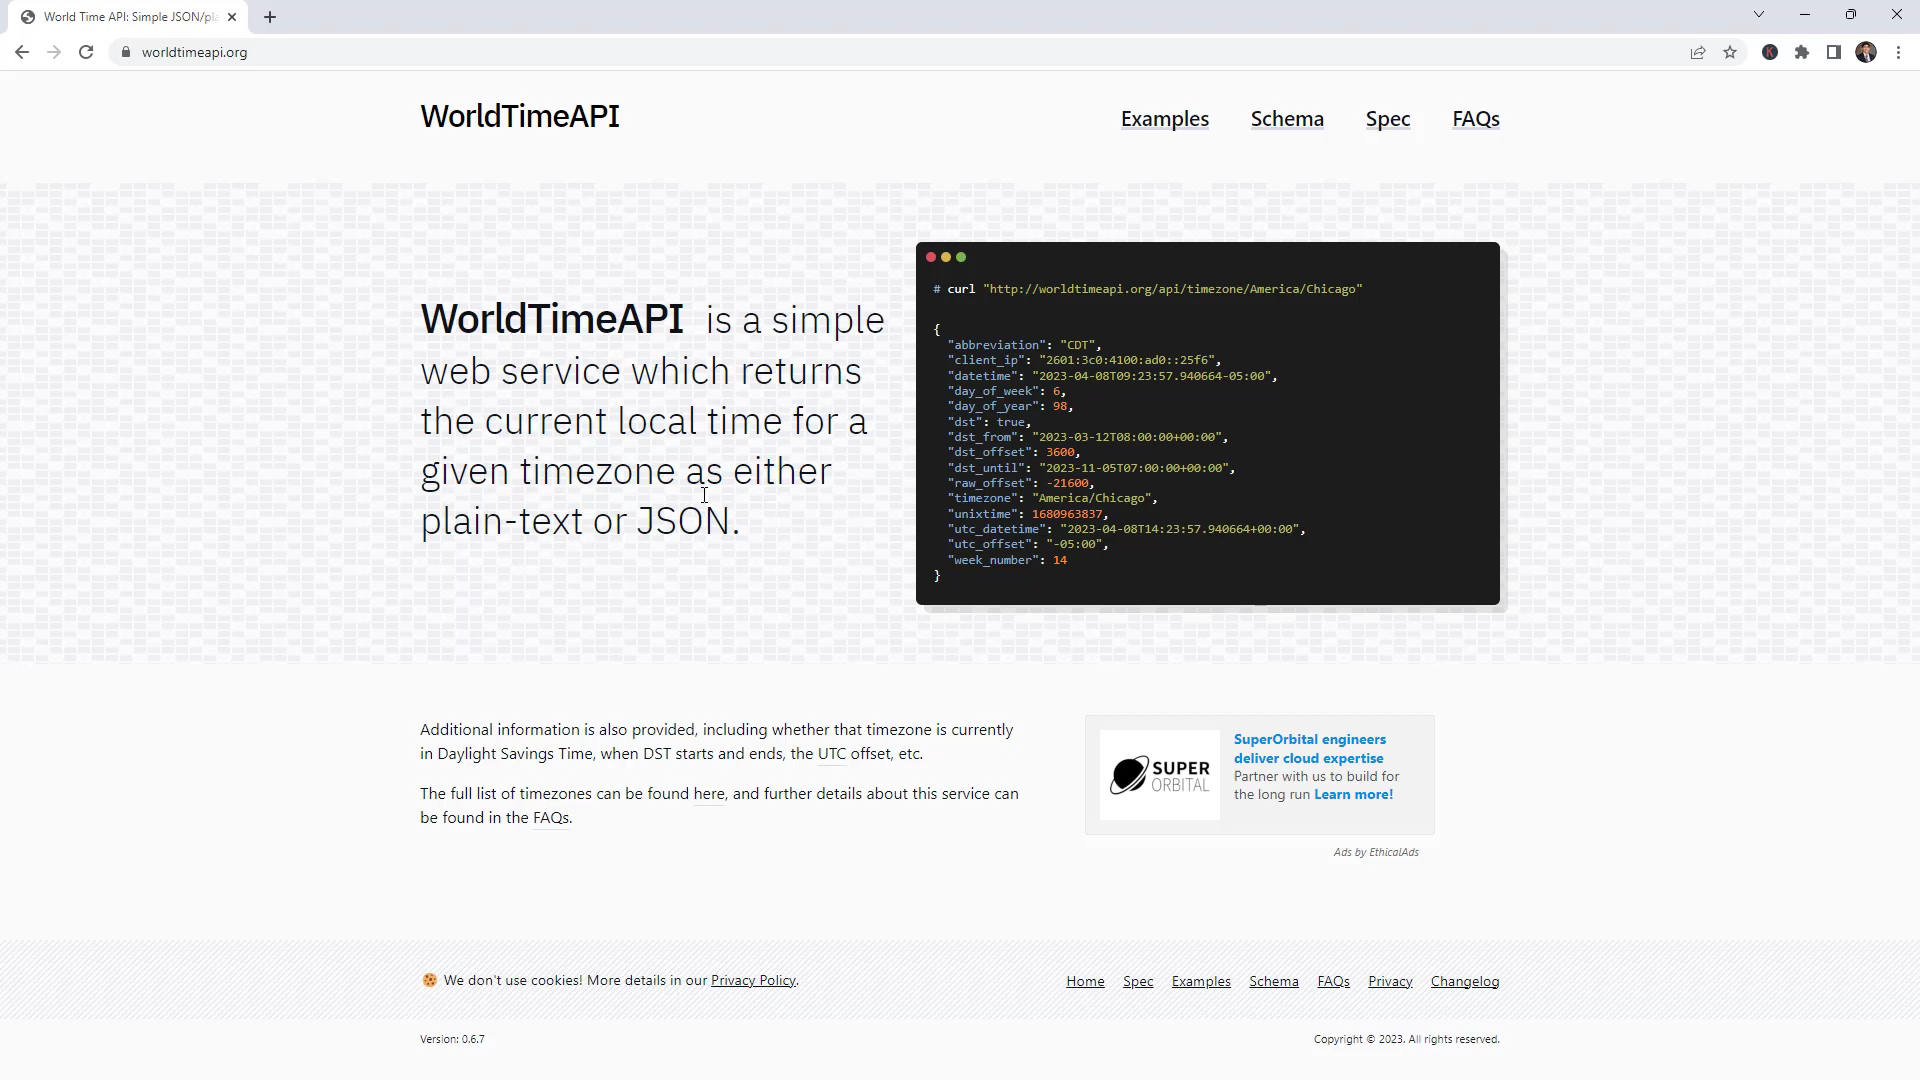 World Time API: Simple JSON/pla
worldtimeapi.org
K
WorldTimeAPI
Examples
Schema
Spec
FAQs
WorldTimeAPI is a simple
web service which returns
the current local time for a
given timezone as either
plain-text or JSON.
# curl "http://worldtimeapi.org/api/timezone/America/Chicago"
{
"abbreviation": "CDT",
"client_ip": "2601:3c0:4100:ad0::25f6",
"datetime": "2023-04-08T09:23:57.940664-05:00",
"day_of_week": 6,
"day_of_year": 98,
"dst": true,
"dst_from": "2023-03-12T08:00:00+00:00",
"dst_offset": 3600,
"dst_until": "2023-11-05T07:00:00+00:00",
"raw_offset": -21600,
"timezone": "America/Chicago",
"unixtime": 1680963837,
"utc_datetime": "2023-04-08T14:23:57.940664+00:00",
"utc_offset": "-05:00",
"week_number": 14
}
Additional information is also provided, including whether that timezone is currently
in Daylight Savings Time, when DST starts and ends, the UTC offset, etc.
The full list of timezones can be found here, and further details about this service can
be found in the FAQs.
SUPER
ORBITAL
SuperOrbital engineers
deliver cloud expertise
Partner with us to build for
the long run Learn more!
Ads by EthicalAds
We don't use cookies! More details in our Privacy Policy.
Home
Spec
Examples
Schema
FAQs
Privacy
Changelog
Version: 0.6.7
Copyright © 2023. All rights reserved.